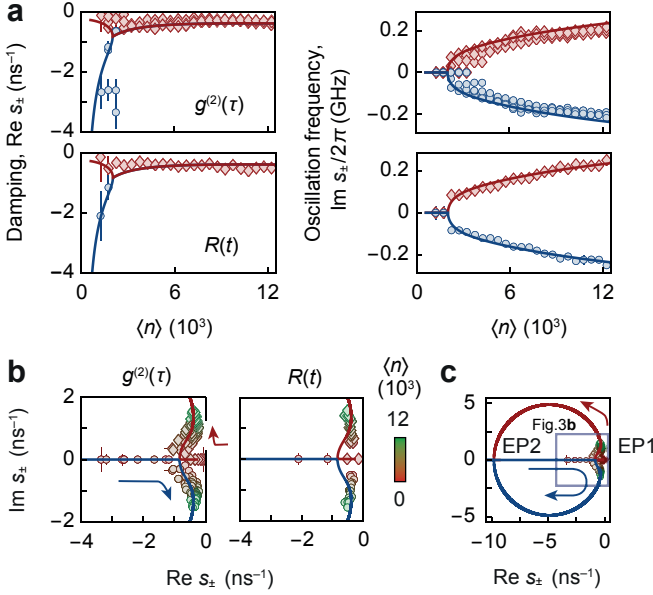 a
Damping, Re s± (ns⁻¹)
0
−2
−4
g⁽²⁾(τ)
0
−2
−4
R(t)
0
6
12
⟨n⟩ (10³)
Oscillation frequency,
Im s±/2π (GHz)
0.2
0
−0.2
0.2
0
−0.2
0
6
12
⟨n⟩ (10³)
b
g⁽²⁾(τ)
R(t)
⟨n⟩
(10³)
12
0
Im s± (ns⁻¹)
2
1
0
−1
−2
−4
−2
0
−4
−2
0
Re s± (ns⁻¹)
c
5
0
−5
Fig.3b
EP2
EP1
−10
−5
0
Re s± (ns⁻¹)